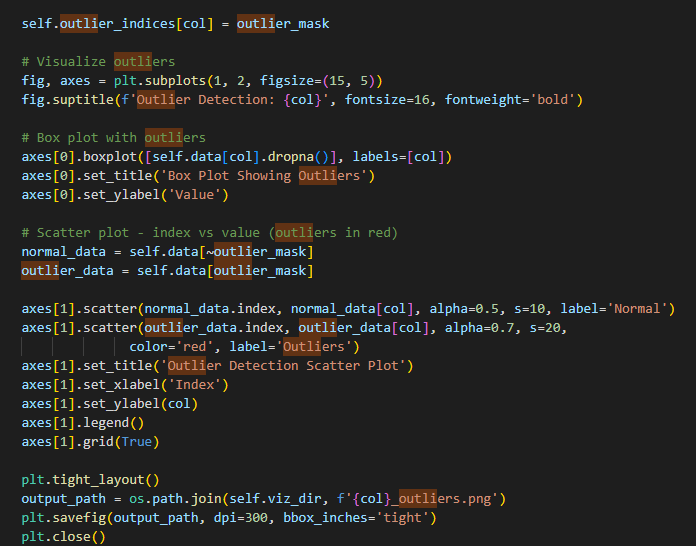 self.outlier_indices[col] = outlier_mask
# Visualize outliers
fig, axes = plt.subplots(1, 2, figsize=(15, 5))
fig.suptitle(f'Outlier Detection: {col}', fontsize=16, fontweight='bold')
# Box plot with outliers
axes[0].boxplot([self.data[col].dropna()], labels=[col])
axes[0].set_title('Box Plot Showing Outliers')
axes[0].set_ylabel('Value')
# Scatter plot - index vs value (outliers in red)
normal_data = self.data[~outlier_mask]
outlier_data = self.data[outlier_mask]
axes[1].scatter(normal_data.index, normal_data[col], alpha=0.5, s=10, label='Normal')
axes[1].scatter(outlier_data.index, outlier_data[col], alpha=0.7, s=20,
color='red', label='Outliers')
axes[1].set_title('Outlier Detection Scatter Plot')
axes[1].set_xlabel('Index')
axes[1].set_ylabel(col)
axes[1].legend()
axes[1].grid(True)
plt.tight_layout()
output_path = os.path.join(self.viz_dir, f'{col}_outliers.png')
plt.savefig(output_path, dpi=300, bbox_inches='tight')
plt.close()